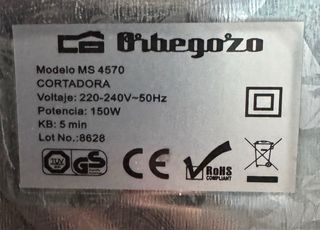 Orbegozo
Modelo MS 4570
CORTADORA
Voltaje: 220-240V~50Hz
Potencia: 150W
KB: 5 min
Lot No.: 8628
TUV GS CE RoHS
COMPLIANT